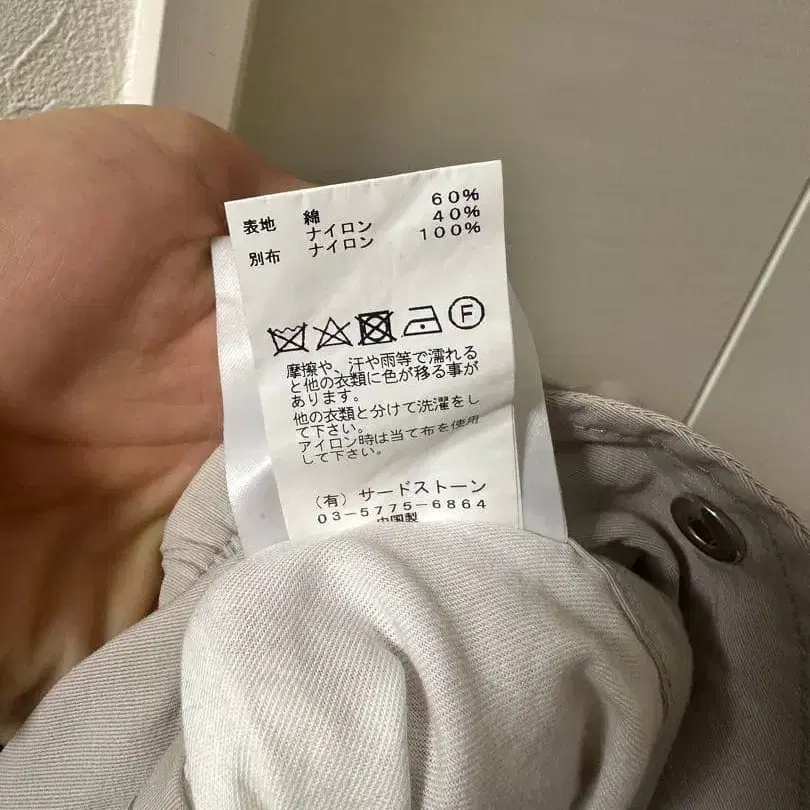 表地 綿 60%
ナイロン 40%
別布 ナイロン 100%
F
摩擦や、汗や雨等で濡れる
と他の衣類に色が移る事が
あります。
他の衣類と分けて洗濯をし
て下さい。
アイロン時は当て布を使用
して下さい。
(有)サードストーン
03-5775-6864
中国製